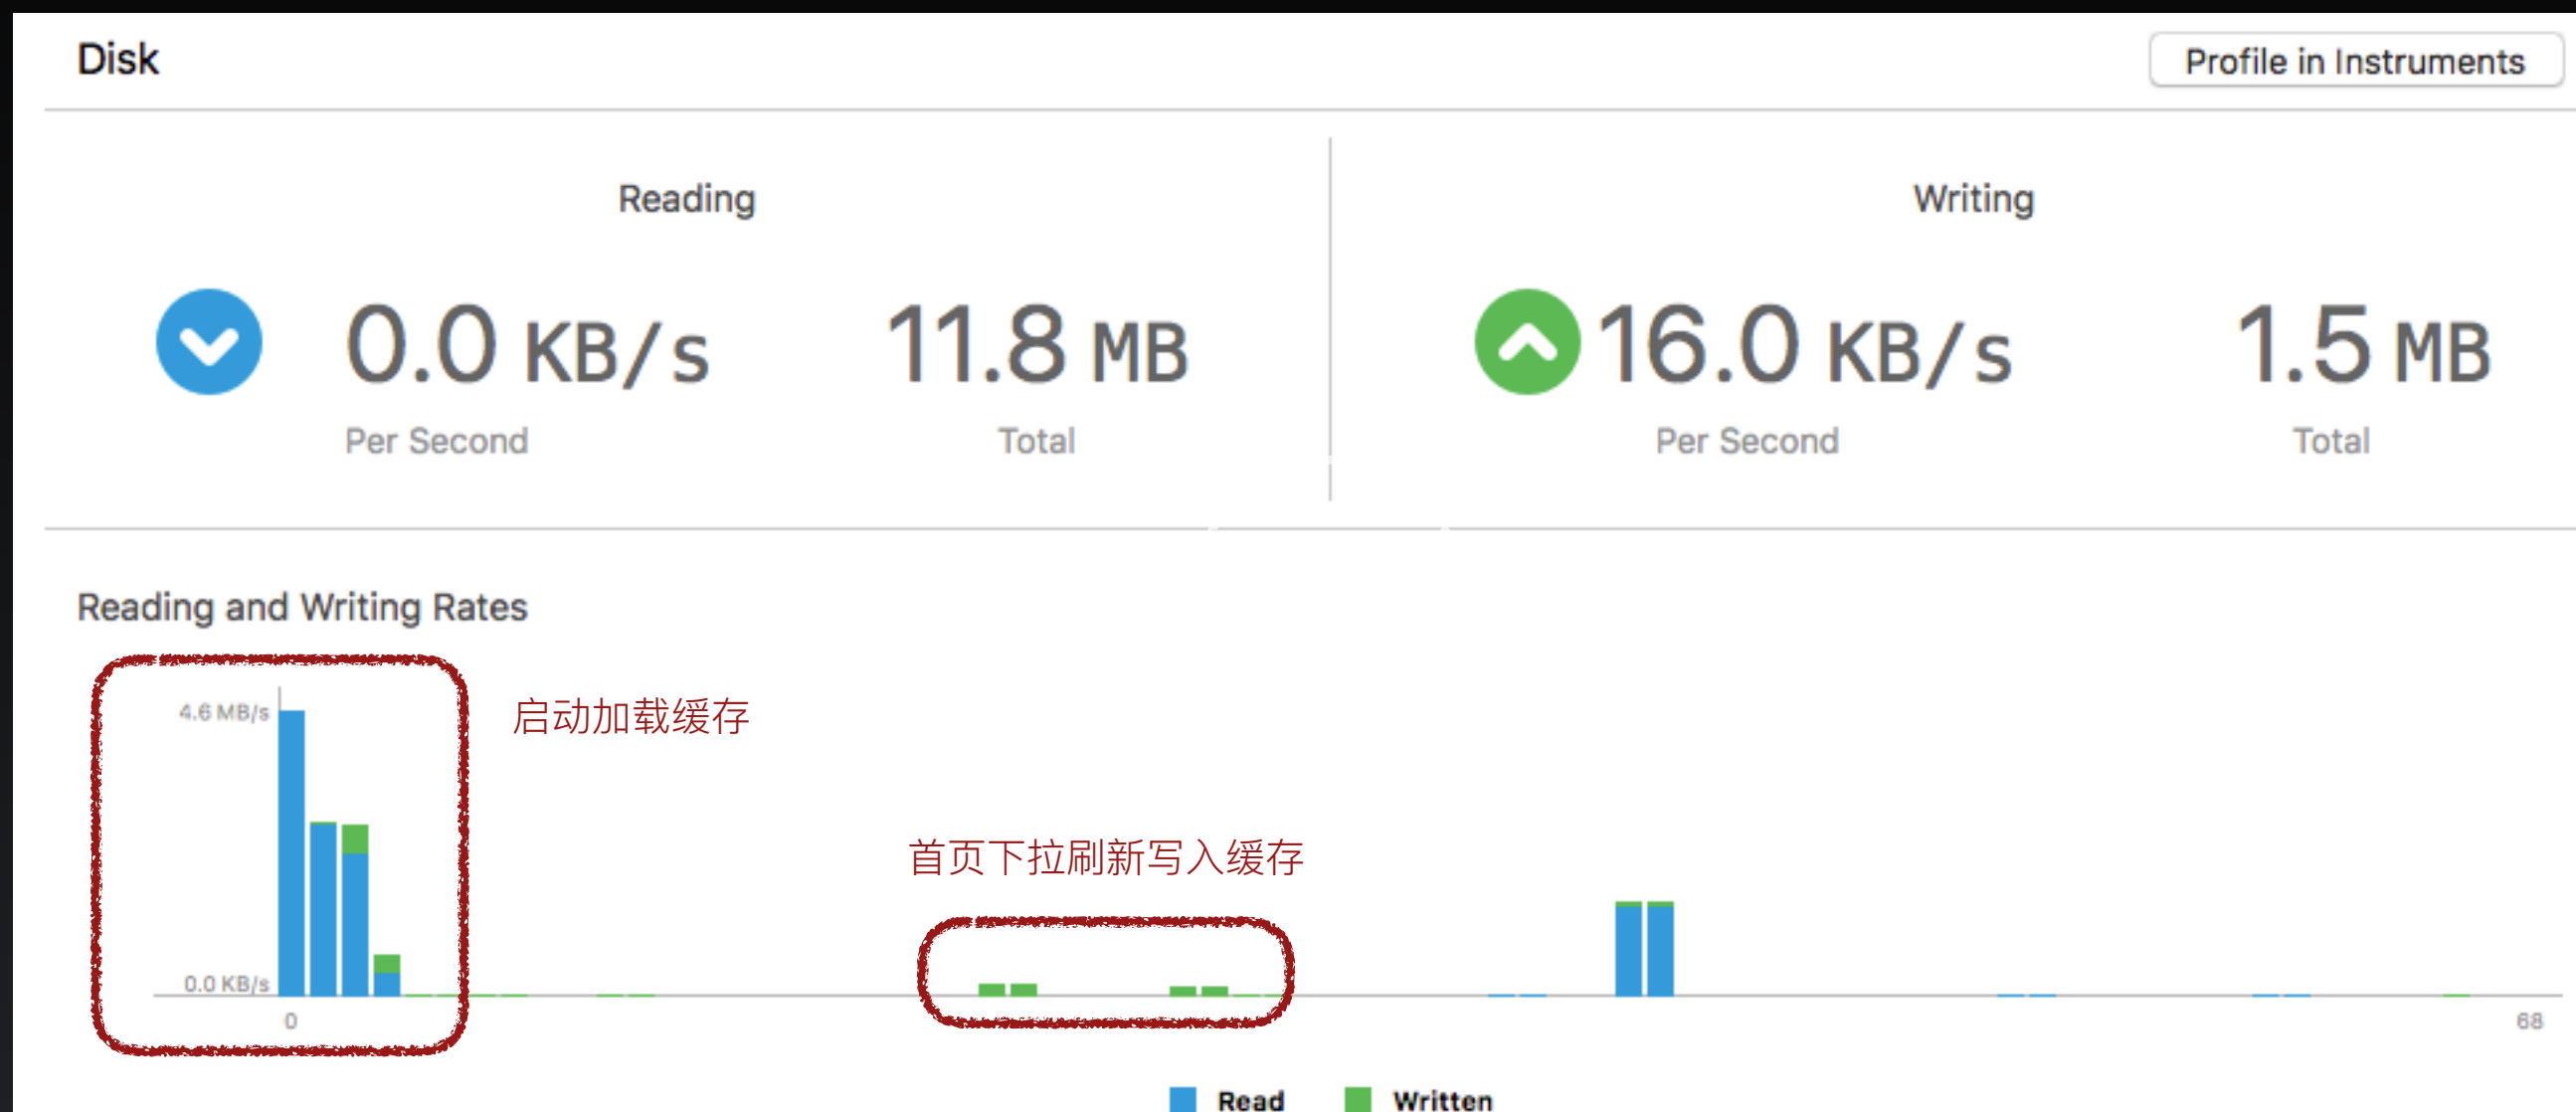 Disk
Profile in Instruments
Reading
Writing
0.0 KB/s
11.8 MB
16.0 KB/s
1.5 MB
Per Second
Total
Per Second
Total
Reading and Writing Rates
4.6 MB/s
启动加载缓存
首页下拉刷新写入缓存
0.0 KB/s
0
68
Read
Written